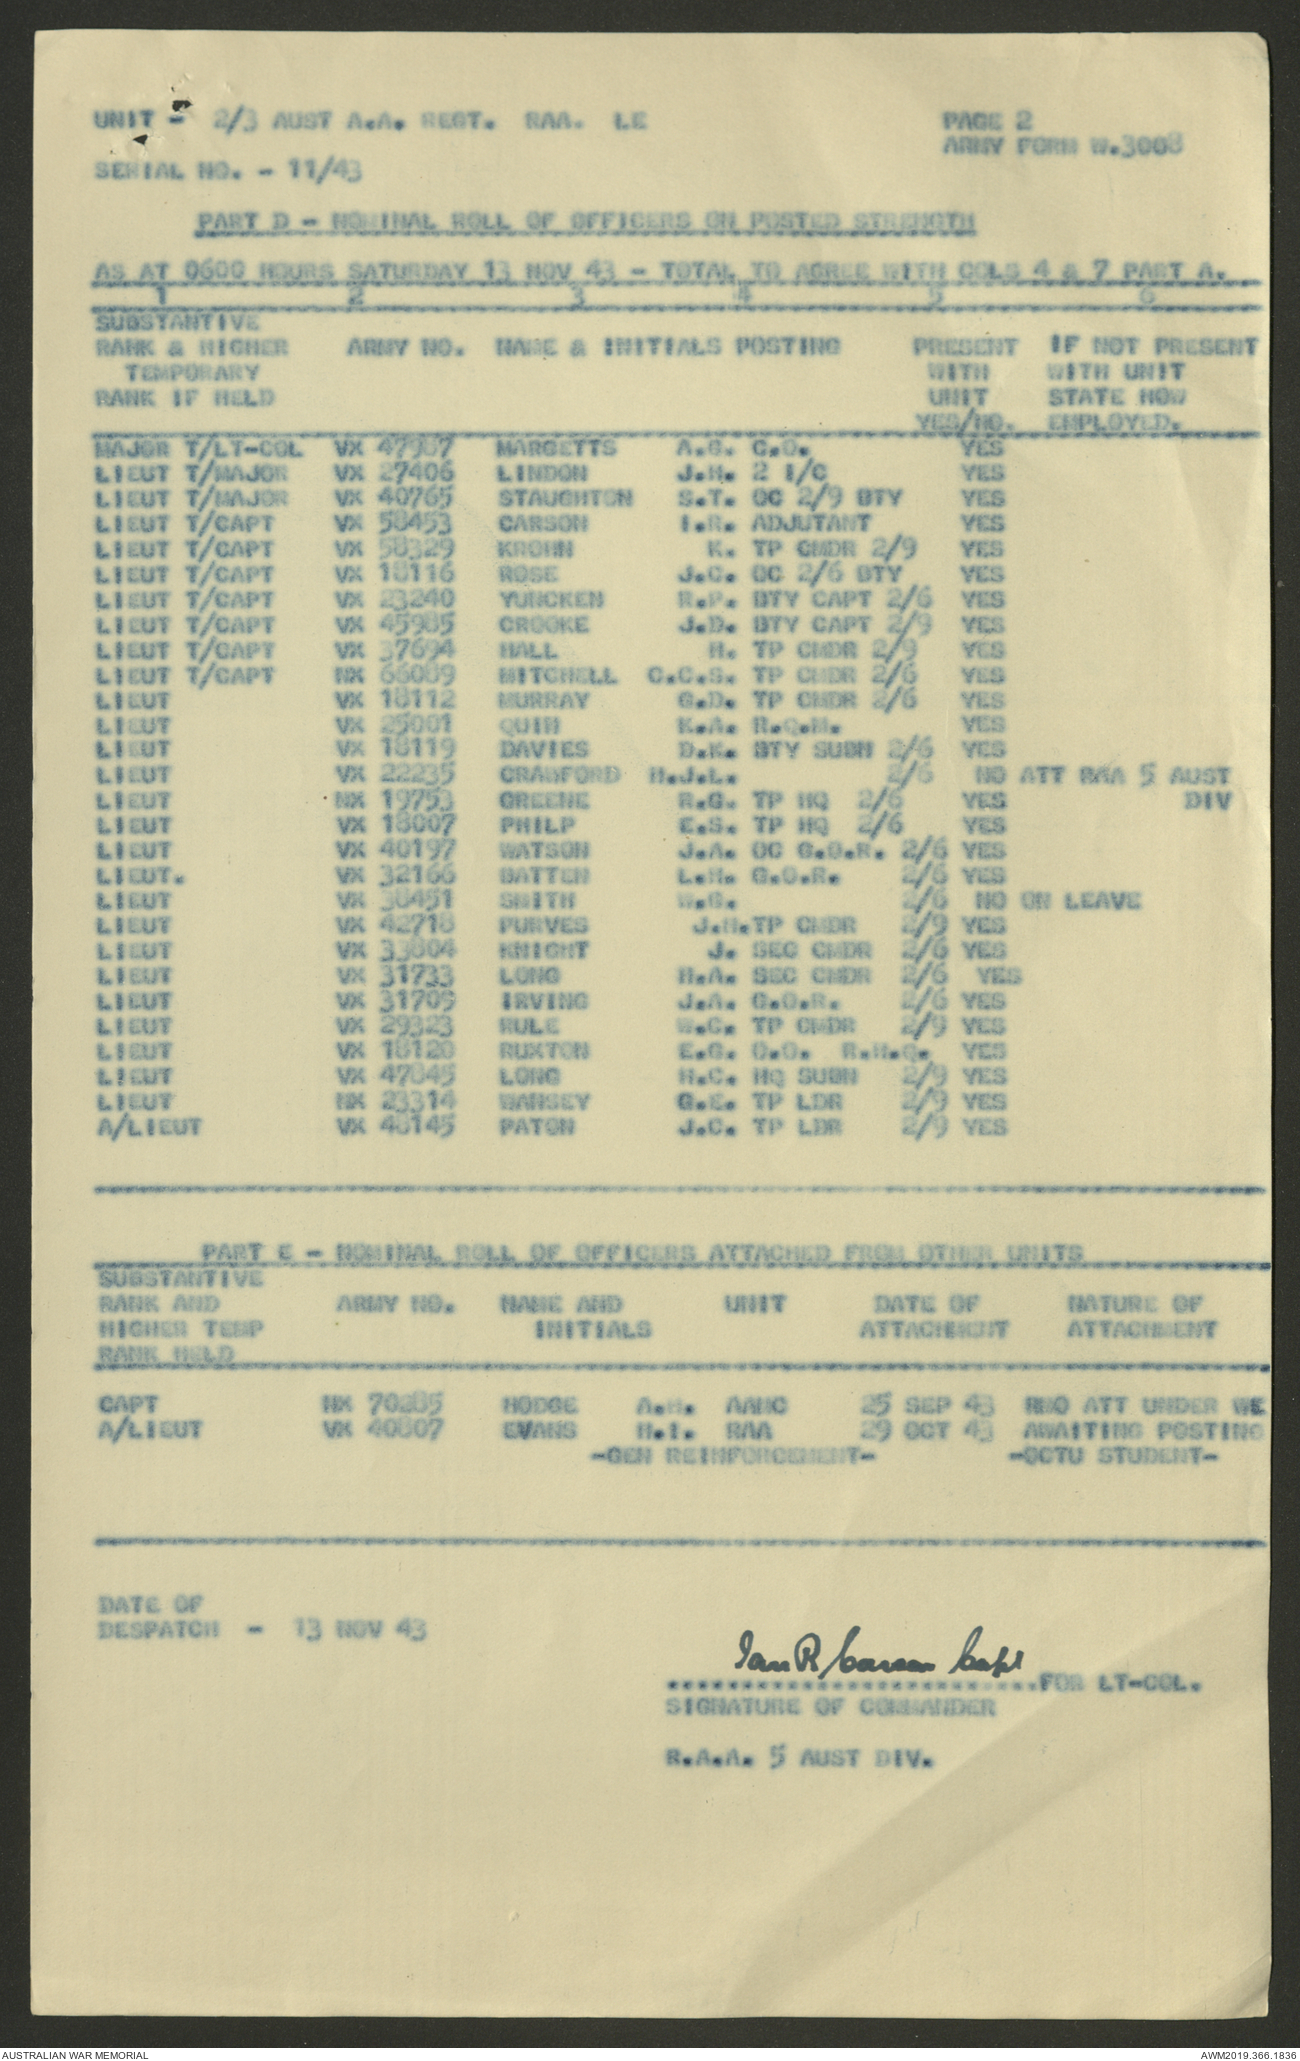 UNIT - 2/3 AUST A.A. REGT. RAA. LE PAGE 2
ARMY FORM W.3008
SERIAL NO. - 11/43
PART D - NOMINAL ROLL OF OFFICERS ON POSTED STRENGTH
AS AT 0600 HOURS SATURDAY 13 NOV 43 - TOTAL TO AGREE WITH COLS 4 & 7 PART A.
1 2 3 4 5 6
SUBSTANTIVE
RANK & HIGHER ARMY NO. NAME & INITIALS POSTING PRESENT IF NOT PRESENT
TEMPORARY WITH WITH UNIT
RANK IF HELD UNIT STATE HOW
YES/NO. EMPLOYED.
MAJOR T/LT-COL VX 47987 MARGETTS A.G. C.O. YES
LIEUT T/MAJOR VX 27406 LINDON J.H. 2 I/C YES
LIEUT T/MAJOR VX 40765 STAUGHTON S.T. OC 2/9 BTY YES
LIEUT T/CAPT VX 58453 CARSON I.R. ADJUTANT YES
LIEUT T/CAPT VX 58329 KROHN K. TP CMDR 2/9 YES
LIEUT T/CAPT VX 18116 ROSE J.C. OC 2/6 BTY YES
LIEUT T/CAPT VX 23240 YUNCKEN R.P. BTY CAPT 2/6 YES
LIEUT T/CAPT VX 45985 CROOKE J.D. BTY CAPT 2/9 YES
LIEUT T/CAPT VX 37694 HALL H. TP CMDR 2/9 YES
LIEUT T/CAPT NX 66089 MITCHELL C.C.S. TP CMDR 2/6 YES
LIEUT VX 18112 MURRAY G.D. TP CMDR 2/6 YES
LIEUT VX 25001 QUIN K.A. R.Q.M. YES
LIEUT VX 18119 DAVIES D.K. BTY SUBN 2/6 YES
LIEUT VX 22235 CRAWFORD H.J.L. 2/6 NO ATT RAA 5 AUST
LIEUT NX 19753 GREENE R.G. TP HQ 2/6 YES DIV
LIEUT VX 18007 PHILP E.S. TP HQ 2/6 YES
LIEUT VX 40197 WATSON J.A. OC G.O.R. 2/6 YES
LIEUT. VX 32166 BATTEN L.H. G.O.R. 2/6 YES
LIEUT VX 38451 SMITH W.G. 2/6 NO ON LEAVE
LIEUT VX 42718 PURVES J.H.TP CMDR 2/9 YES
LIEUT VX 33804 KNIGHT J. SEC CMDR 2/6 YES
LIEUT VX 31733 LONG H.A. SEC CMDR 2/6 YES
LIEUT VX 31709 IRVING J.A. G.O.R. 2/6 YES
LIEUT VX 29323 RULE W.C. TP CMDR 2/9 YES
LIEUT VX 18120 RUXTON E.G. O.O. R.H.Q. YES
LIEUT VX 47845 LONG H.C. HQ SUBN 2/9 YES
LIEUT NX 23314 WANSEY G.E. TP LDR 2/9 YES
A/LIEUT VX 48145 PATON J.C. TP LDR 2/9 YES
PART E - NOMINAL ROLL OF OFFICERS ATTACHED FROM OTHER UNITS
SUBSTANTIVE
RANK AND ARMY NO. NAME AND UNIT DATE OF NATURE OF
HIGHER TEMP INITIALS ATTACHMENT ATTACHMENT
RANK HELD
CAPT NX 70285 HODGE A.H. AAMC 25 SEP 43 RMO ATT UNDER WE
A/LIEUT VX 40807 EVANS H.I. RAA 29 OCT 43 AWAITING POSTING
-GEN REINFORCEMENT- -OCTU STUDENT-
DATE OF
DESPATCH - 13 NOV 43
Ian R Carson Capt
..........................FOR LT-COL.
SIGNATURE OF COMMANDER
R.A.A. 5 AUST DIV.
AUSTRALIAN WAR MEMORIAL AWM2019.366.1836